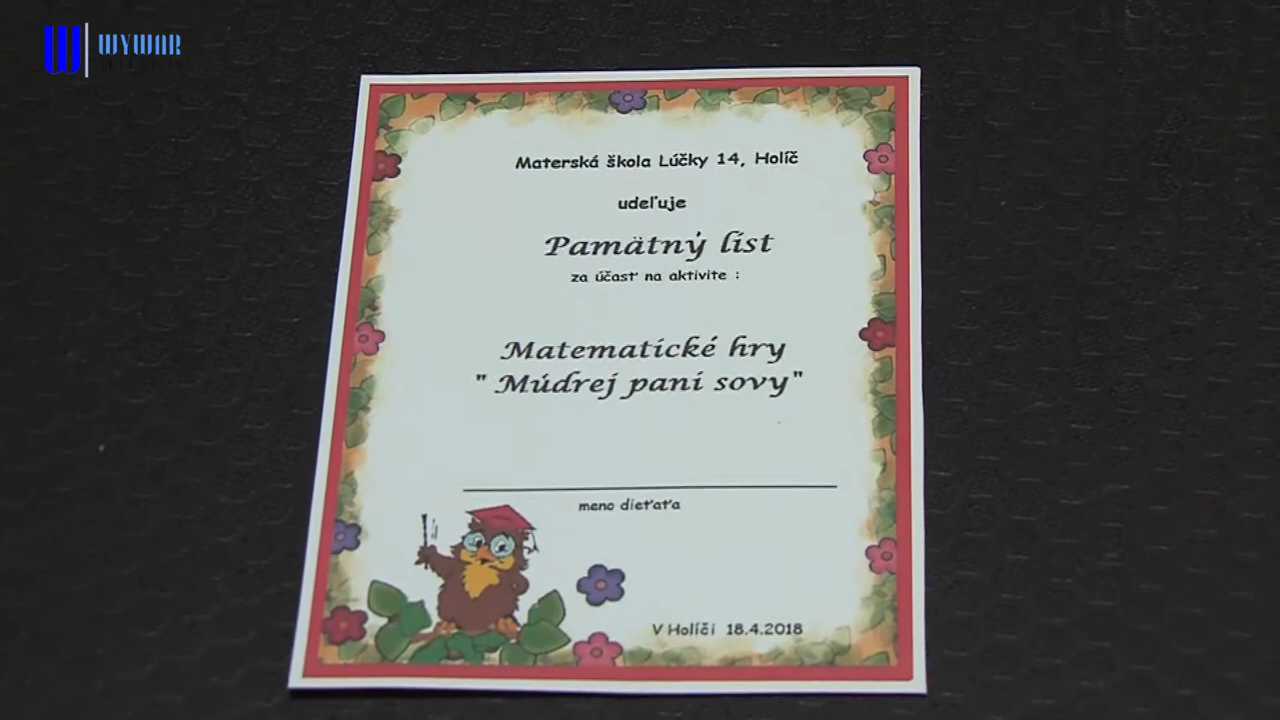 WYWAR
Materská škola Lúčky 14, Holíč
udeľuje
Pamätný list
za účasť na aktivite :
Matematické hry
" Múdrej pani sovy"
meno dieťaťa
V Holíči 18.4.2018